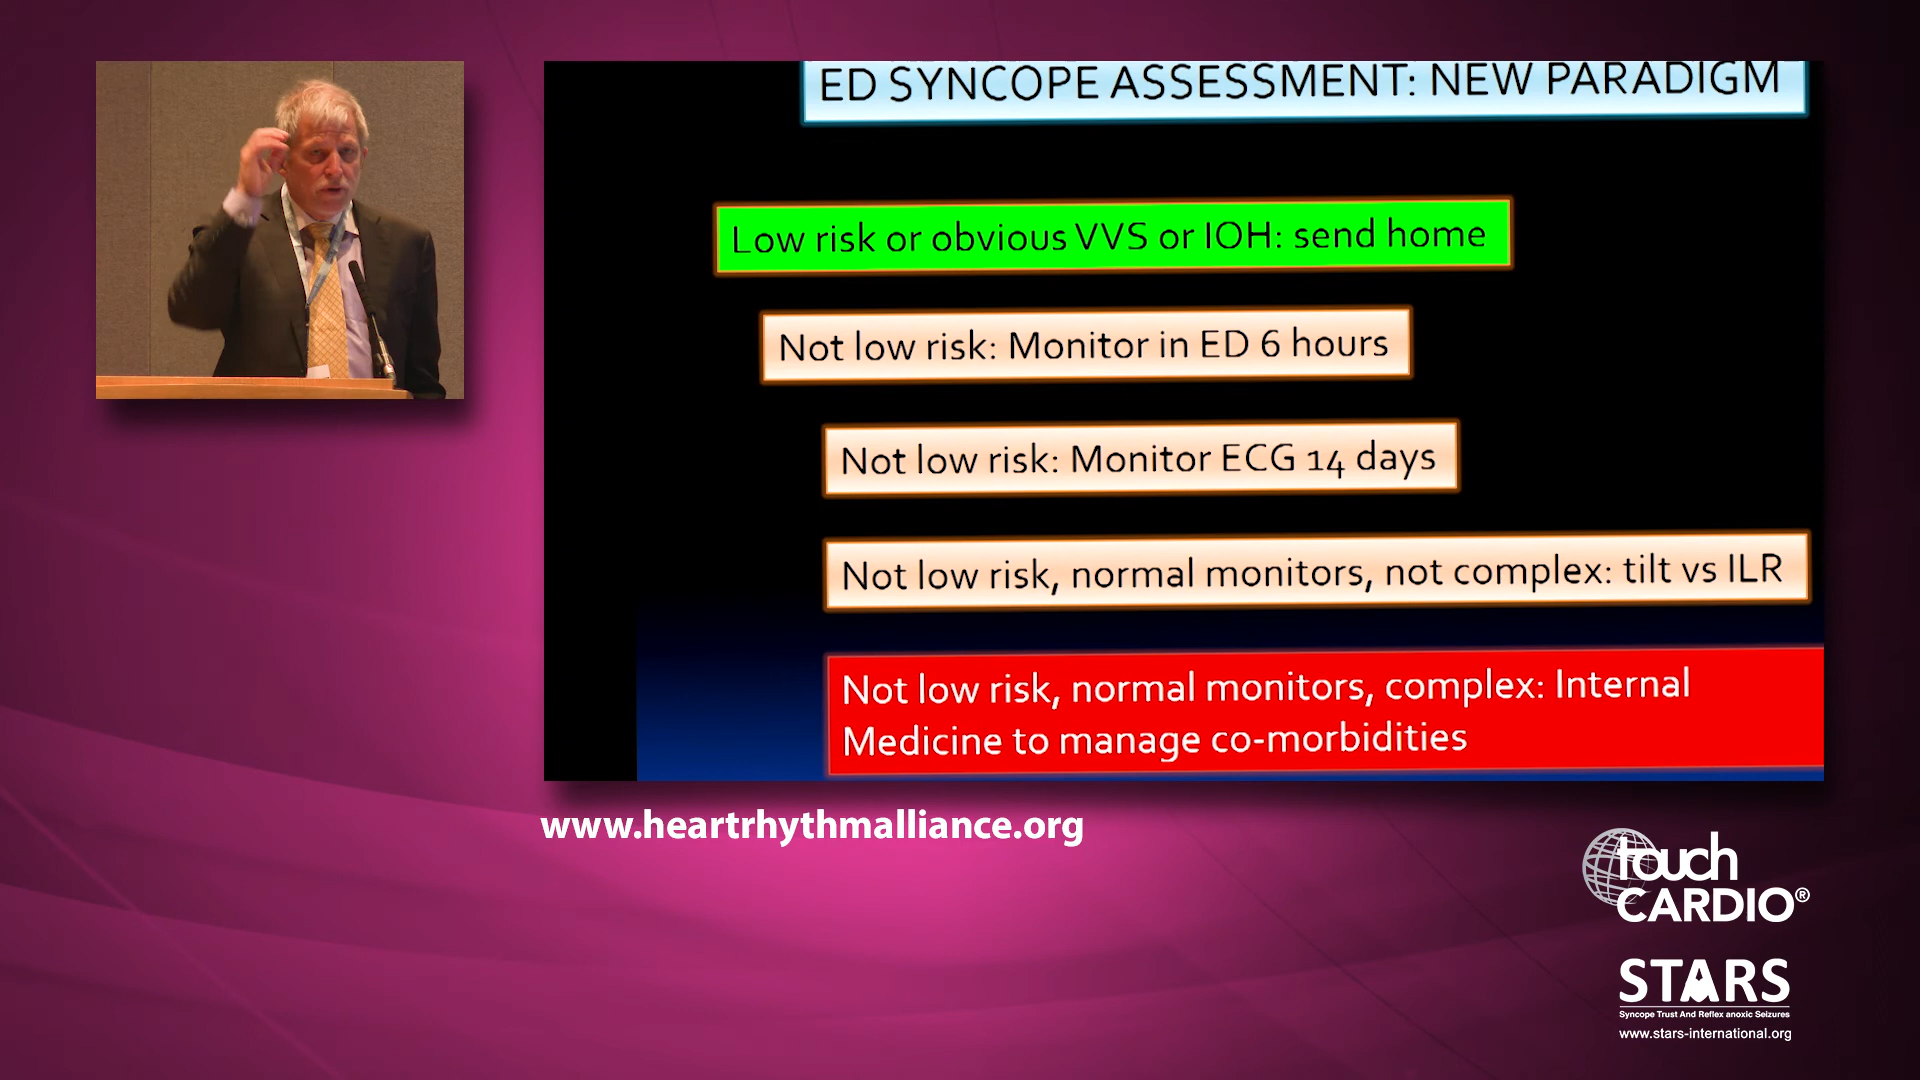 ED SYNCOPE ASSESSMENT: NEW PARADIGM
Low risk or obvious VVS or IOH: send home
Not low risk: Monitor in ED 6 hours
Not low risk: Monitor ECG 14 days
Not low risk, normal monitors, not complex: tilt vs ILR
Not low risk, normal monitors, complex: Internal
Medicine to manage co-morbidities
www.heartrhythmalliance.org
touch
CARDIO®
STARS
Syncope Trust And Reflex anoxic Seizures
www.stars-international.org